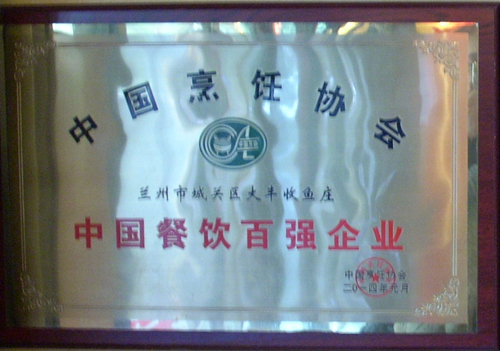 中国烹饪协会
兰州市城关区大丰收鱼庄
中国餐饮百强企业
中国烹饪协会
二〇一四年元月